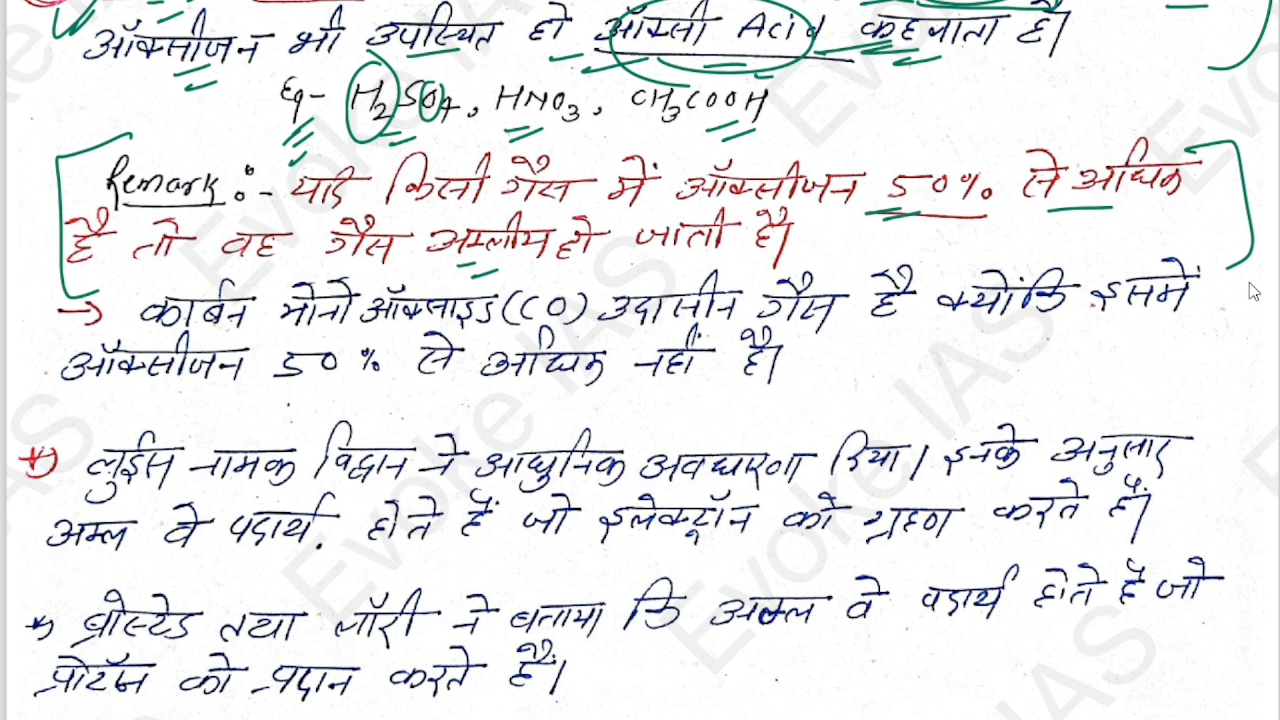 ऑक्सीजन भी उपस्थित हो ऑक्सी Acid कहलाता है।
Eg- H₂SO₄, HNO₃, CH₃COOH
Remark :- यदि किसी गैस में ऑक्सीजन 50% से अधिक
है तो वह गैस अम्लीय हो जाती है।
→ कार्बन मोनो ऑक्साइड (CO) उदासीन गैस है क्योंकि इसमें
ऑक्सीजन 50% से अधिक नहीं है।
लुईस नामक विद्वान ने आधुनिक अवधारणा दिया। इनके अनुसार
अम्ल वे पदार्थ होते हैं जो इलेक्ट्रॉन को ग्रहण करते हैं।
ब्रोंस्टेड तथा लॉरी ने बताया कि अम्ल वे पदार्थ होते है जो
प्रोटॉन को प्रदान करते हैं।
Evoke IAS